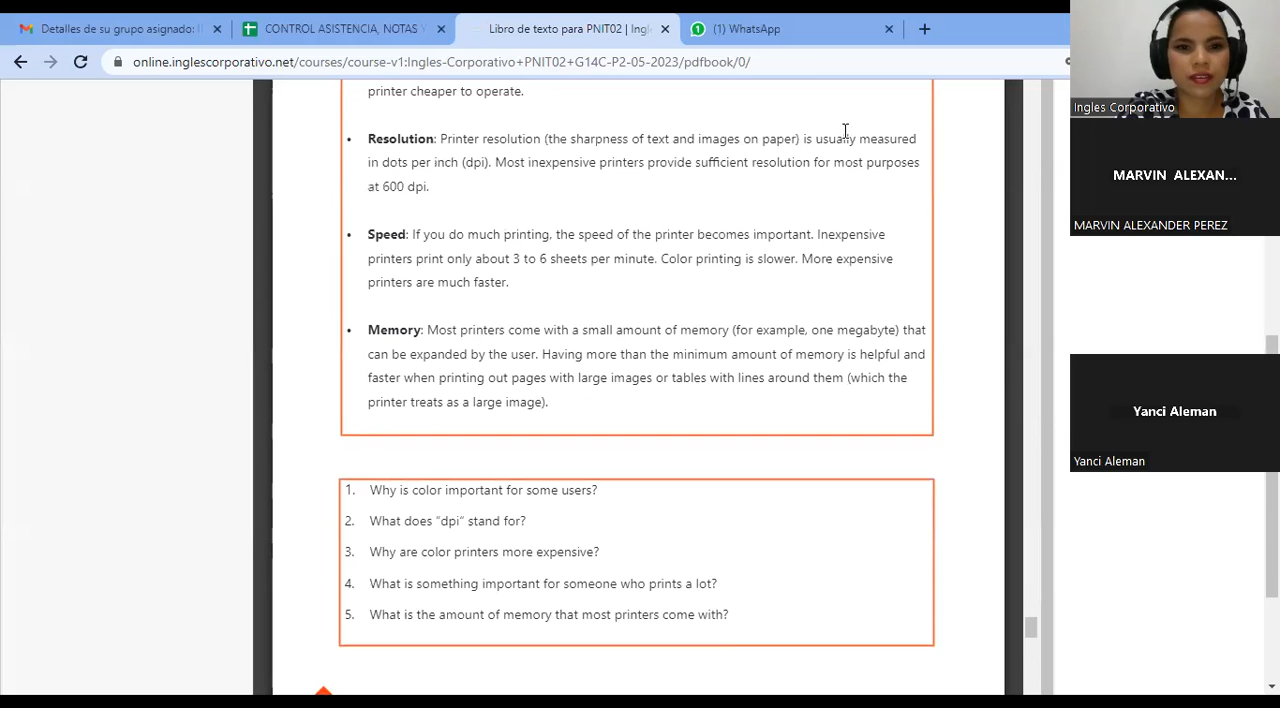 Detalles de su grupo asignado: I
CONTROL ASISTENCIA, NOTAS Y
Libro de texto para PNIT02 | Ingl
(1) WhatsApp
online.inglescorporativo.net/courses/course-v1:Ingles-Corporativo+PNIT02+G14C-P2-05-2023/pdfbook/0/
printer cheaper to operate.
• Resolution: Printer resolution (the sharpness of text and images on paper) is usually measured
in dots per inch (dpi). Most inexpensive printers provide sufficient resolution for most purposes
at 600 dpi.
• Speed: If you do much printing, the speed of the printer becomes important. Inexpensive
printers print only about 3 to 6 sheets per minute. Color printing is slower. More expensive
printers are much faster.
• Memory: Most printers come with a small amount of memory (for example, one megabyte) that
can be expanded by the user. Having more than the minimum amount of memory is helpful and
faster when printing out pages with large images or tables with lines around them (which the
printer treats as a large image).
1. Why is color important for some users?
2. What does “dpi” stand for?
3. Why are color printers more expensive?
4. What is something important for someone who prints a lot?
5. What is the amount of memory that most printers come with?
Ingles Corporativo
MARVIN ALEXAN...
MARVIN ALEXANDER PEREZ
Yanci Aleman
Yanci Aleman